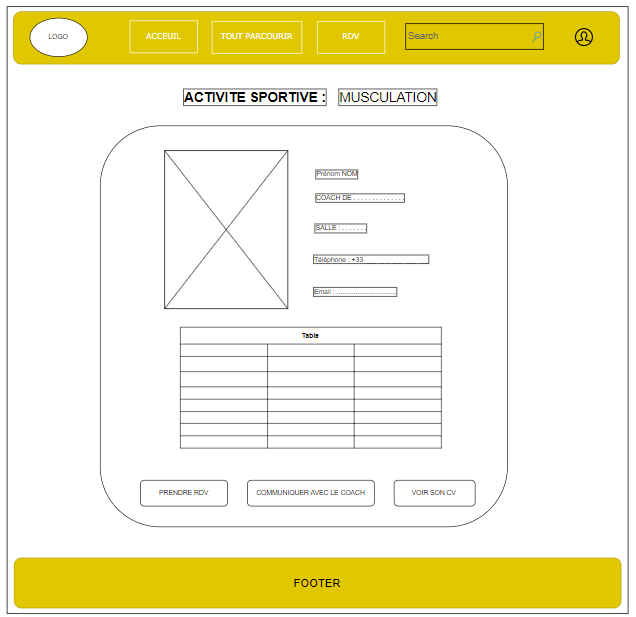 LOGO
ACCEUIL
TOUT PARCOURIR
RDV
Search
ACTIVITE SPORTIVE : MUSCULATION
Prénom NOM
COACH DE . . . . . . . . . . . . .
SALLE : . . . . . . .
Téléphone : +33_ _ _ _ _ _ _ _ _ _
Email : ................................
Table
PRENDRE RDV
COMMUNIQUER AVEC LE COACH
VOIR SON CV
FOOTER